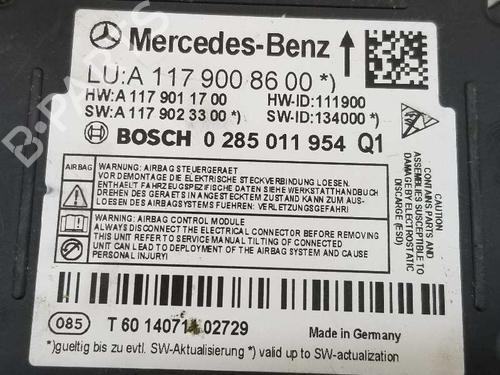 Mercedes-Benz
LU:A 117 900 86 00 *)
HW:A 117 901 17 00 HW-ID:111900
SW:A 117 902 33 00 *) SW-ID:134000 *)
BOSCH 0 285 011 954 Q1
AIRBAG
WARNUNG: AIRBAG STEUERGERAET
VOR DEMONTAGE DIE ELEKTRISCHE STECKVERBINDUNG LOESEN.
ENTHAELT FAHRZEUGSPEZIFISCHE DATEN SIEHE WERKSTATTHANDBUCH
DREHEN DES GERAETS IN ANGESTECKTEM ZUSTAND KANN ZUM AUS-
LOESEN DES AIRBAGSYSTEMS FUEHREN: VERLETZUNGSGEFAHR!
WARNING: AIRBAG CONTROL MODULE
ALWAYS DISCONNECT THE ELECTRICAL CONNECTOR BEFORE REMOVING
THIS UNIT REFER TO SERVICE MANUAL TILTING OF CONNECTED
UNIT CAN LEAD TO DEPLOYMENT OF THE AIRBAG SYSTEM AND CAUSE
PERSONAL INJURY!
CAUTION
CONTAINS PARTS AND
ASSEMBLIES SUSCEPTIBLE TO
DAMAGE BY ELECTROSTATIC
DISCHARGE (ESD)
085 T 60 140714 02729 Made in Germany
*)gueltig bis zu evtl. SW-Aktualisierung *) valid up to SW-actualization
B-PARTS